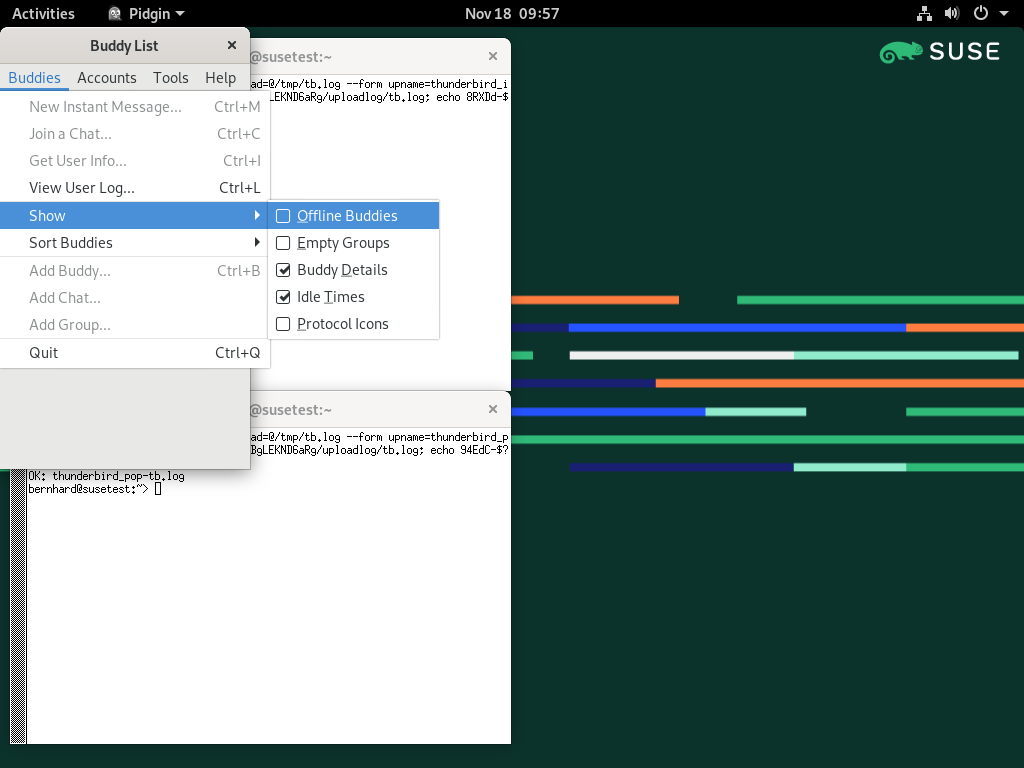 Activities
Pidgin
Nov 18 09:57
Buddy List
@susetest:~
SUSE
Buddies Accounts Tools Help
ad=@/tmp/tb.log --form upname=thunderbird_i
LEKND6aRg/uploadlog/tb.log; echo 8RXDd-$
New Instant Message... Ctrl+M
Join a Chat... Ctrl+C
Get User Info... Ctrl+I
View User Log... Ctrl+L
Show
Sort Buddies
Add Buddy... Ctrl+B
Add Chat...
Add Group...
Quit Ctrl+Q
Offline Buddies
Empty Groups
Buddy Details
Idle Times
Protocol Icons
@susetest:~
ad=@/tmp/tb.log --form upname=thunderbird_p
BgLEKND6aRg/uploadlog/tb.log; echo 94EdC-$?
OK: thunderbird_pop-tb.log
bernhard@susetest:~>